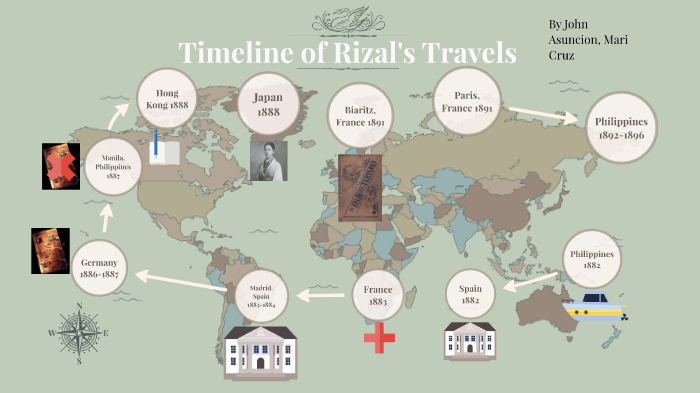 Timeline of Rizal's Travels
By John
Asuncion, Mari
Cruz
Hong
Kong 1888
Japan
1888
Biaritz,
France 1891
Paris,
France 1891
Philippines
1892-1896
Manila,
Philippines
1887
Germany
1886-1887
Madrid,
Spain
1883-1884
France
1883
Spain
1882
Philippines
1882
N
W
E
S